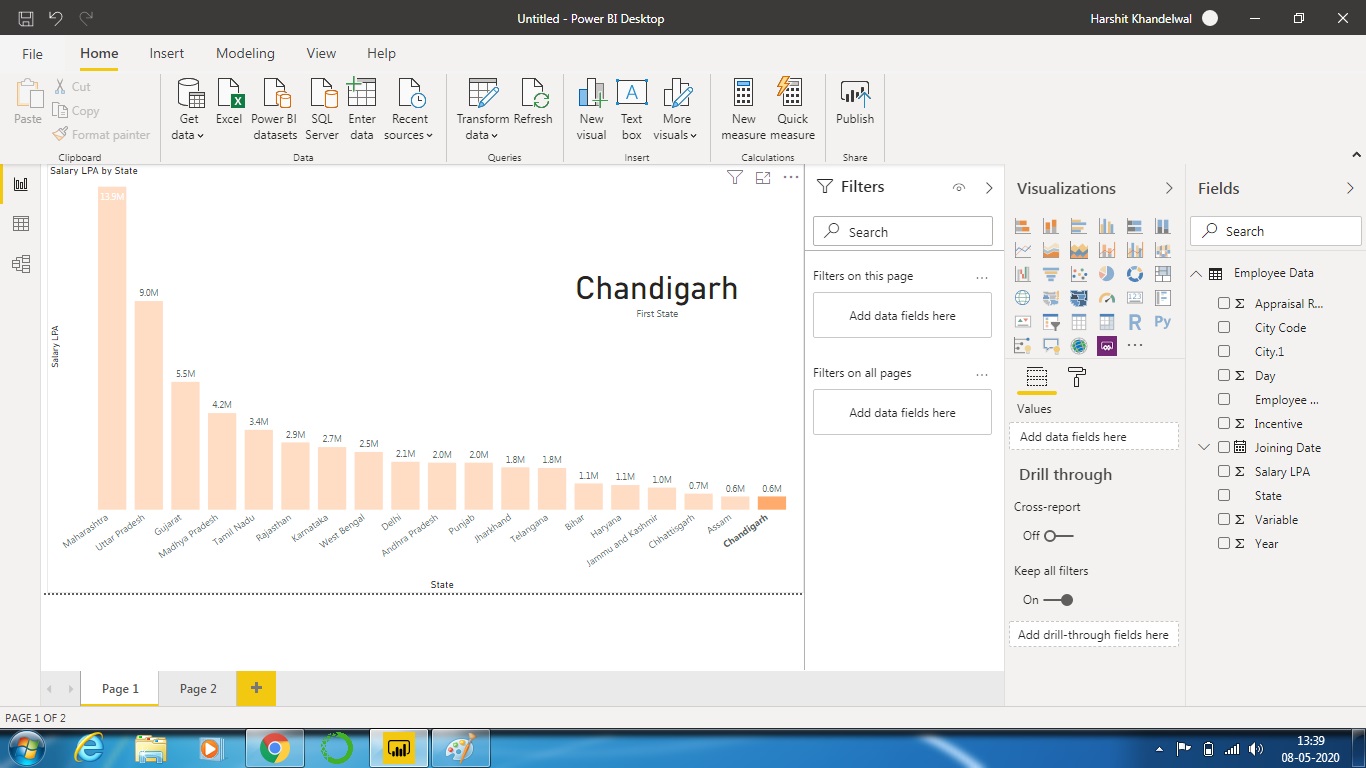 Untitled - Power BI Desktop
Harshit Khandelwal
File Home Insert Modeling View Help
Paste
Cut
Copy
Format painter
Clipboard
Get data
Excel
Power BI datasets
SQL Server
Enter data
Recent sources
Data
Transform data
Refresh
Queries
New visual
Text box
More visuals
Insert
New measure
Quick measure
Calculations
Publish
Share
Salary LPA by State
Salary LPA
13.9M
9.0M
5.5M
4.2M
3.4M
2.9M
2.7M
2.5M
2.1M
2.0M
2.0M
1.8M
1.8M
1.1M
1.1M
1.0M
0.7M
0.6M
0.6M
Maharashtra
Uttar Pradesh
Gujarat
Madhya Pradesh
Tamil Nadu
Rajasthan
Karnataka
West Bengal
Delhi
Andhra Pradesh
Punjab
Jharkhand
Telangana
Bihar
Haryana
Jammu and Kashmir
Chhattisgarh
Assam
Chandigarh
State
Chandigarh
First State
Filters
Search
Filters on this page ...
Add data fields here
Filters on all pages ...
Add data fields here
Visualizations
R Py
...
Values
Add data fields here
Drill through
Cross-report
Off
Keep all filters
On
Add drill-through fields here
Fields
Search
Employee Data
Σ Appraisal R...
City Code
City.1
Σ Day
Employee ...
Σ Incentive
Joining Date
Σ Salary LPA
State
Σ Variable
Σ Year
Page 1
Page 2
+
PAGE 1 OF 2
13:39
08-05-2020